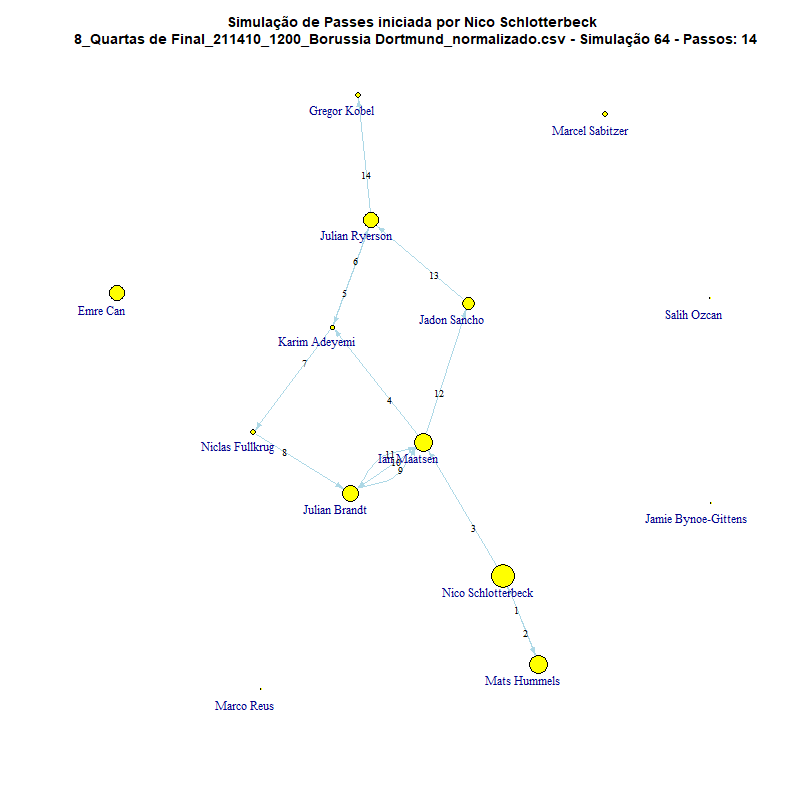 Simulação de Passes iniciada por Nico Schlotterbeck
8_Quartas de Final_211410_1200_Borussia Dortmund_normalizado.csv - Simulação 64 - Passos: 14
Gregor Kobel
Marcel Sabitzer
14
Julian Ryerson
6
13
5
Emre Can
Salih Ozcan
Jadon Sancho
Karim Adeyemi
7
12
4
Niclas Fullkrug
8
11
Ian Maatsen
10
9
Julian Brandt
Jamie Bynoe-Gittens
3
Nico Schlotterbeck
1
2
Mats Hummels
Marco Reus